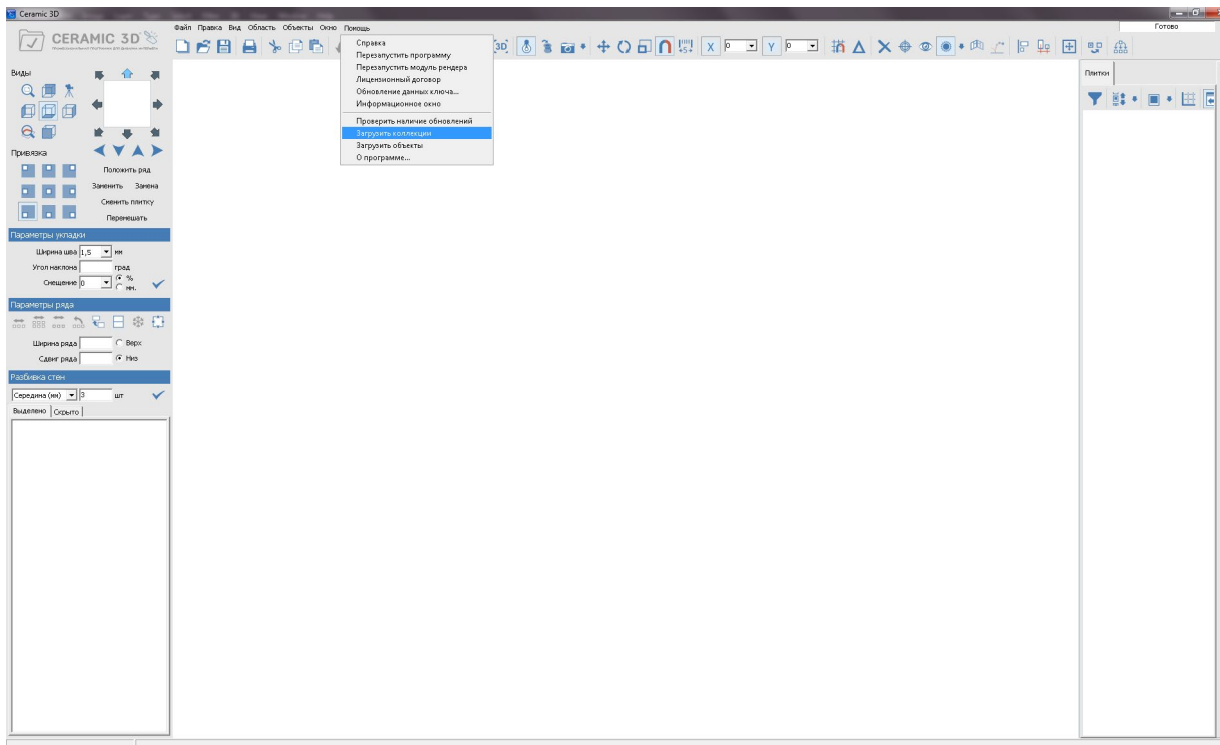 Ceramic 3D
Файл Правка Вид Область Объекты Окно Помощь
Готово
CERAMIC 3D
3D
X 0 Y 0
Справка
Перезапустить программу
Перезапустить модуль рендера
Лицензионный договор
Обновление данных ключа...
Информационное окно
Проверить наличие обновлений
Загрузить коллекции
Загрузить объекты
О программе...
Виды
Привязка
Положить ряд
Заменить Замена
Сменить плитку
Перемешать
Параметры укладки
Ширина шва 1,5 мм
Угол наклона град
Смещение 0 %
мм.
Параметры ряда
Ширина ряда Верх
Сдвиг ряда Низ
Разбивка стен
Середина (мм) 3 шт
Выделено Скрыто
Плитки